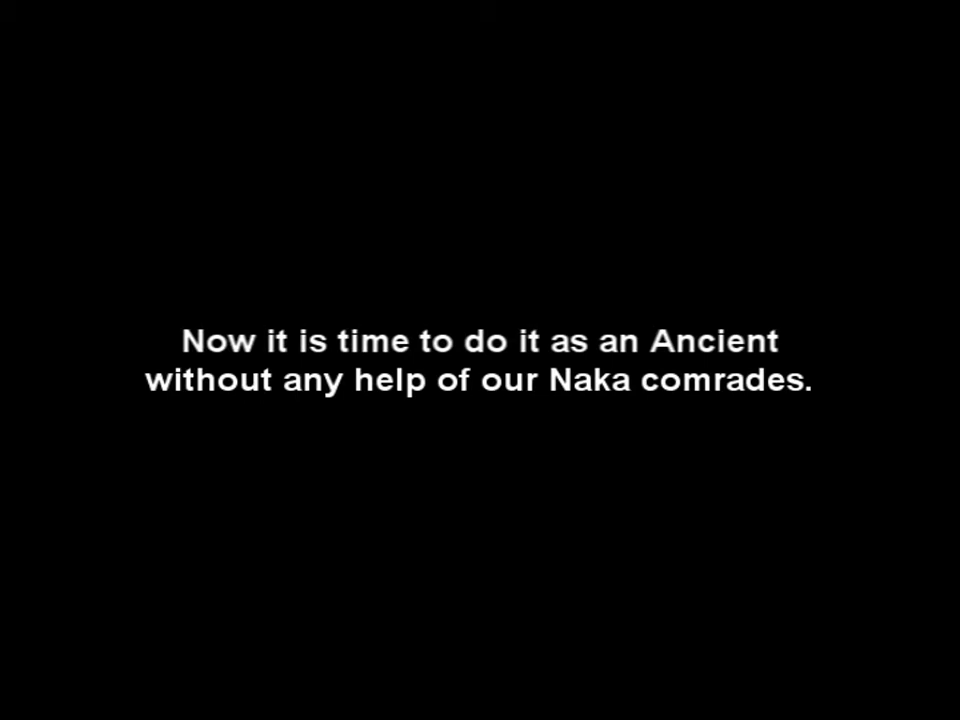 Now it is time to do it as an Ancient
without any help of our Naka comrades.